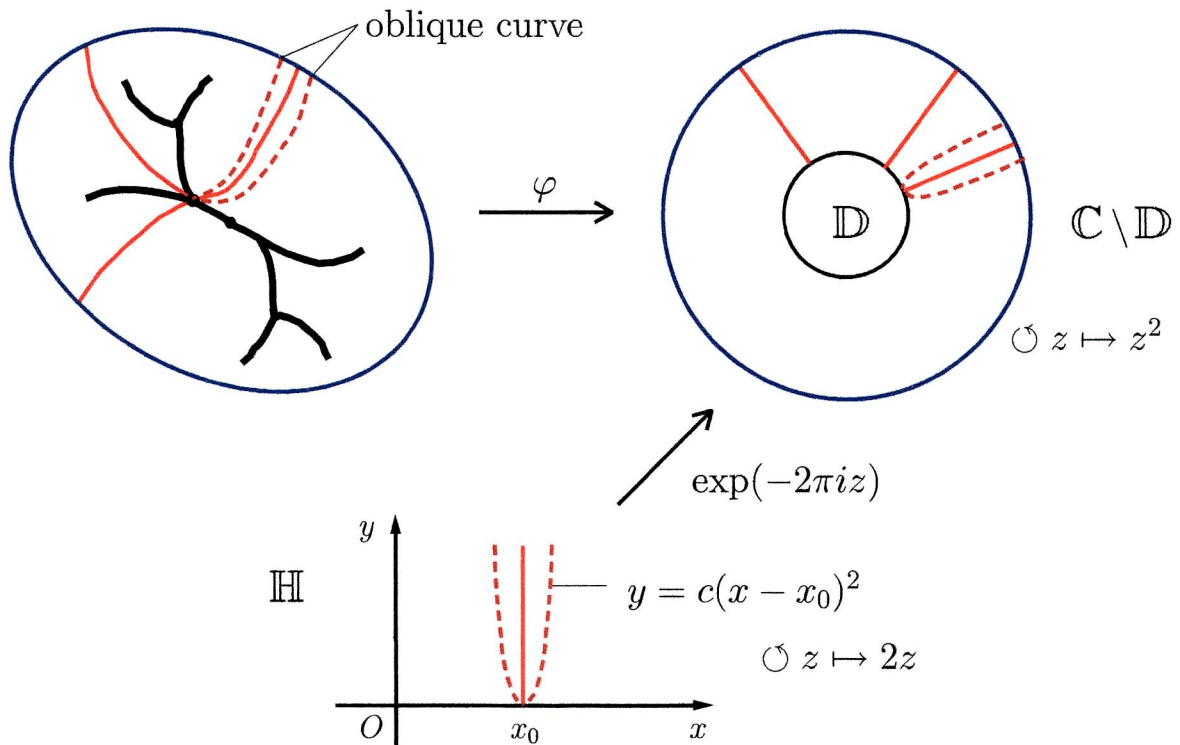 oblique curve
φ
𝔻
ℂ \ 𝔻
↺ z ↦ z²
exp(−2πiz)
y
ℍ
y = c(x − x₀)²
↺ z ↦ 2z
O
x₀
x